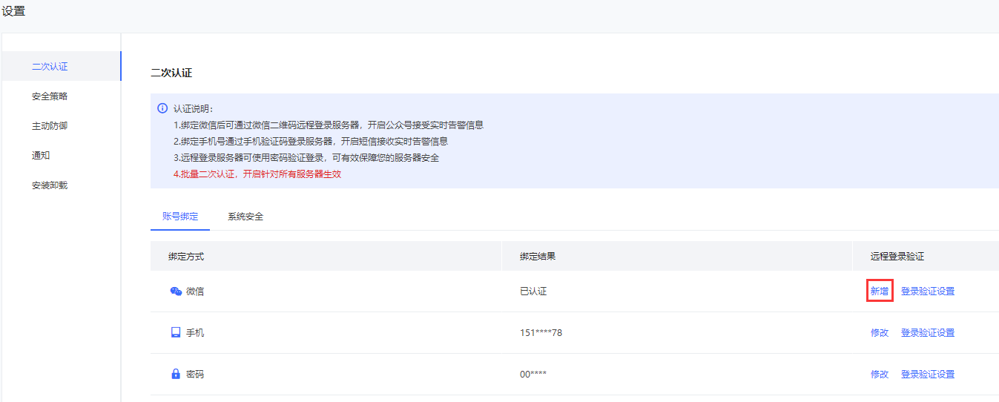 设置
二次认证
安全策略
主动防御
通知
安装卸载
二次认证
认证说明：
1.绑定微信后可通过微信二维码远程登录服务器，开启公众号接受实时告警信息
2.绑定手机号通过手机验证码登录服务器，开启短信接收实时告警信息
3.远程登录服务器可使用密码验证登录，可有效保障您的服务器安全
4.批量二次认证，开启针对所有服务器生效
账号绑定 系统安全
绑定方式 绑定结果 远程登录验证
微信 已认证 新增 登录验证设置
手机 151****78 修改 登录验证设置
密码 00**** 修改 登录验证设置